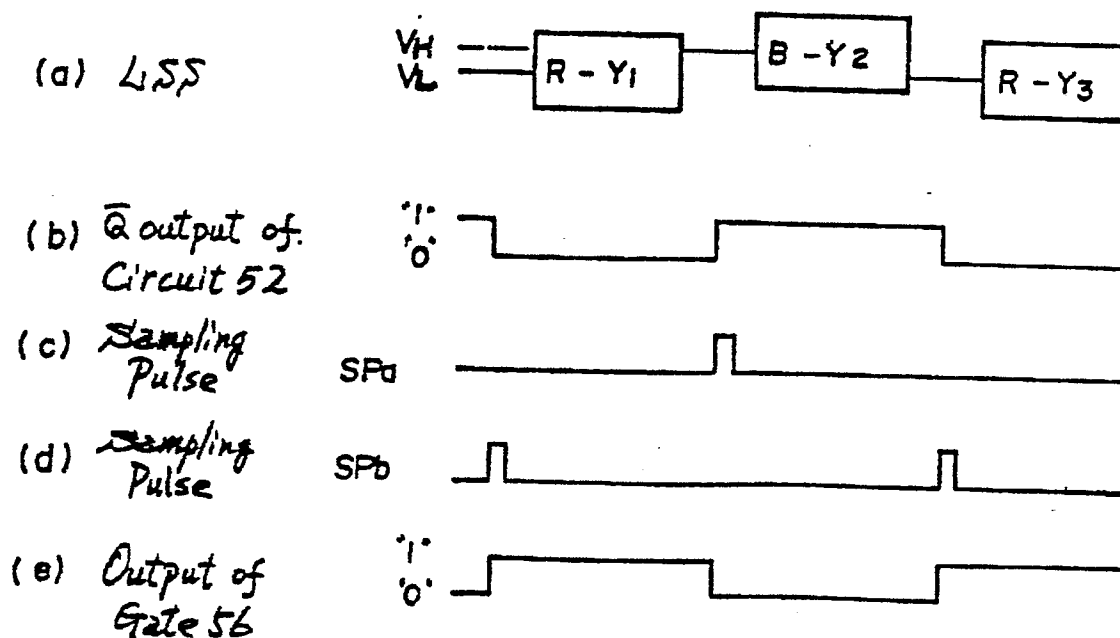 (a) LSS
VH
VL
R - Y1
B - Y2
R - Y3
(b) Q̅ output of
Circuit 52
"1"
"0"
(c) Sampling
Pulse
SPa
(d) Sampling
Pulse
SPb
(e) Output of
Gate 56
"1"
"0"